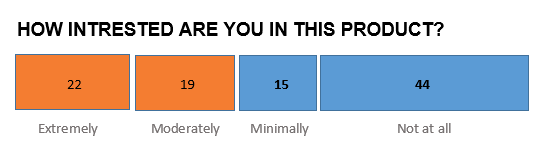 HOW INTRESTED ARE YOU IN THIS PRODUCT?
22 19 15 44
Extremely Moderately Minimally Not at all